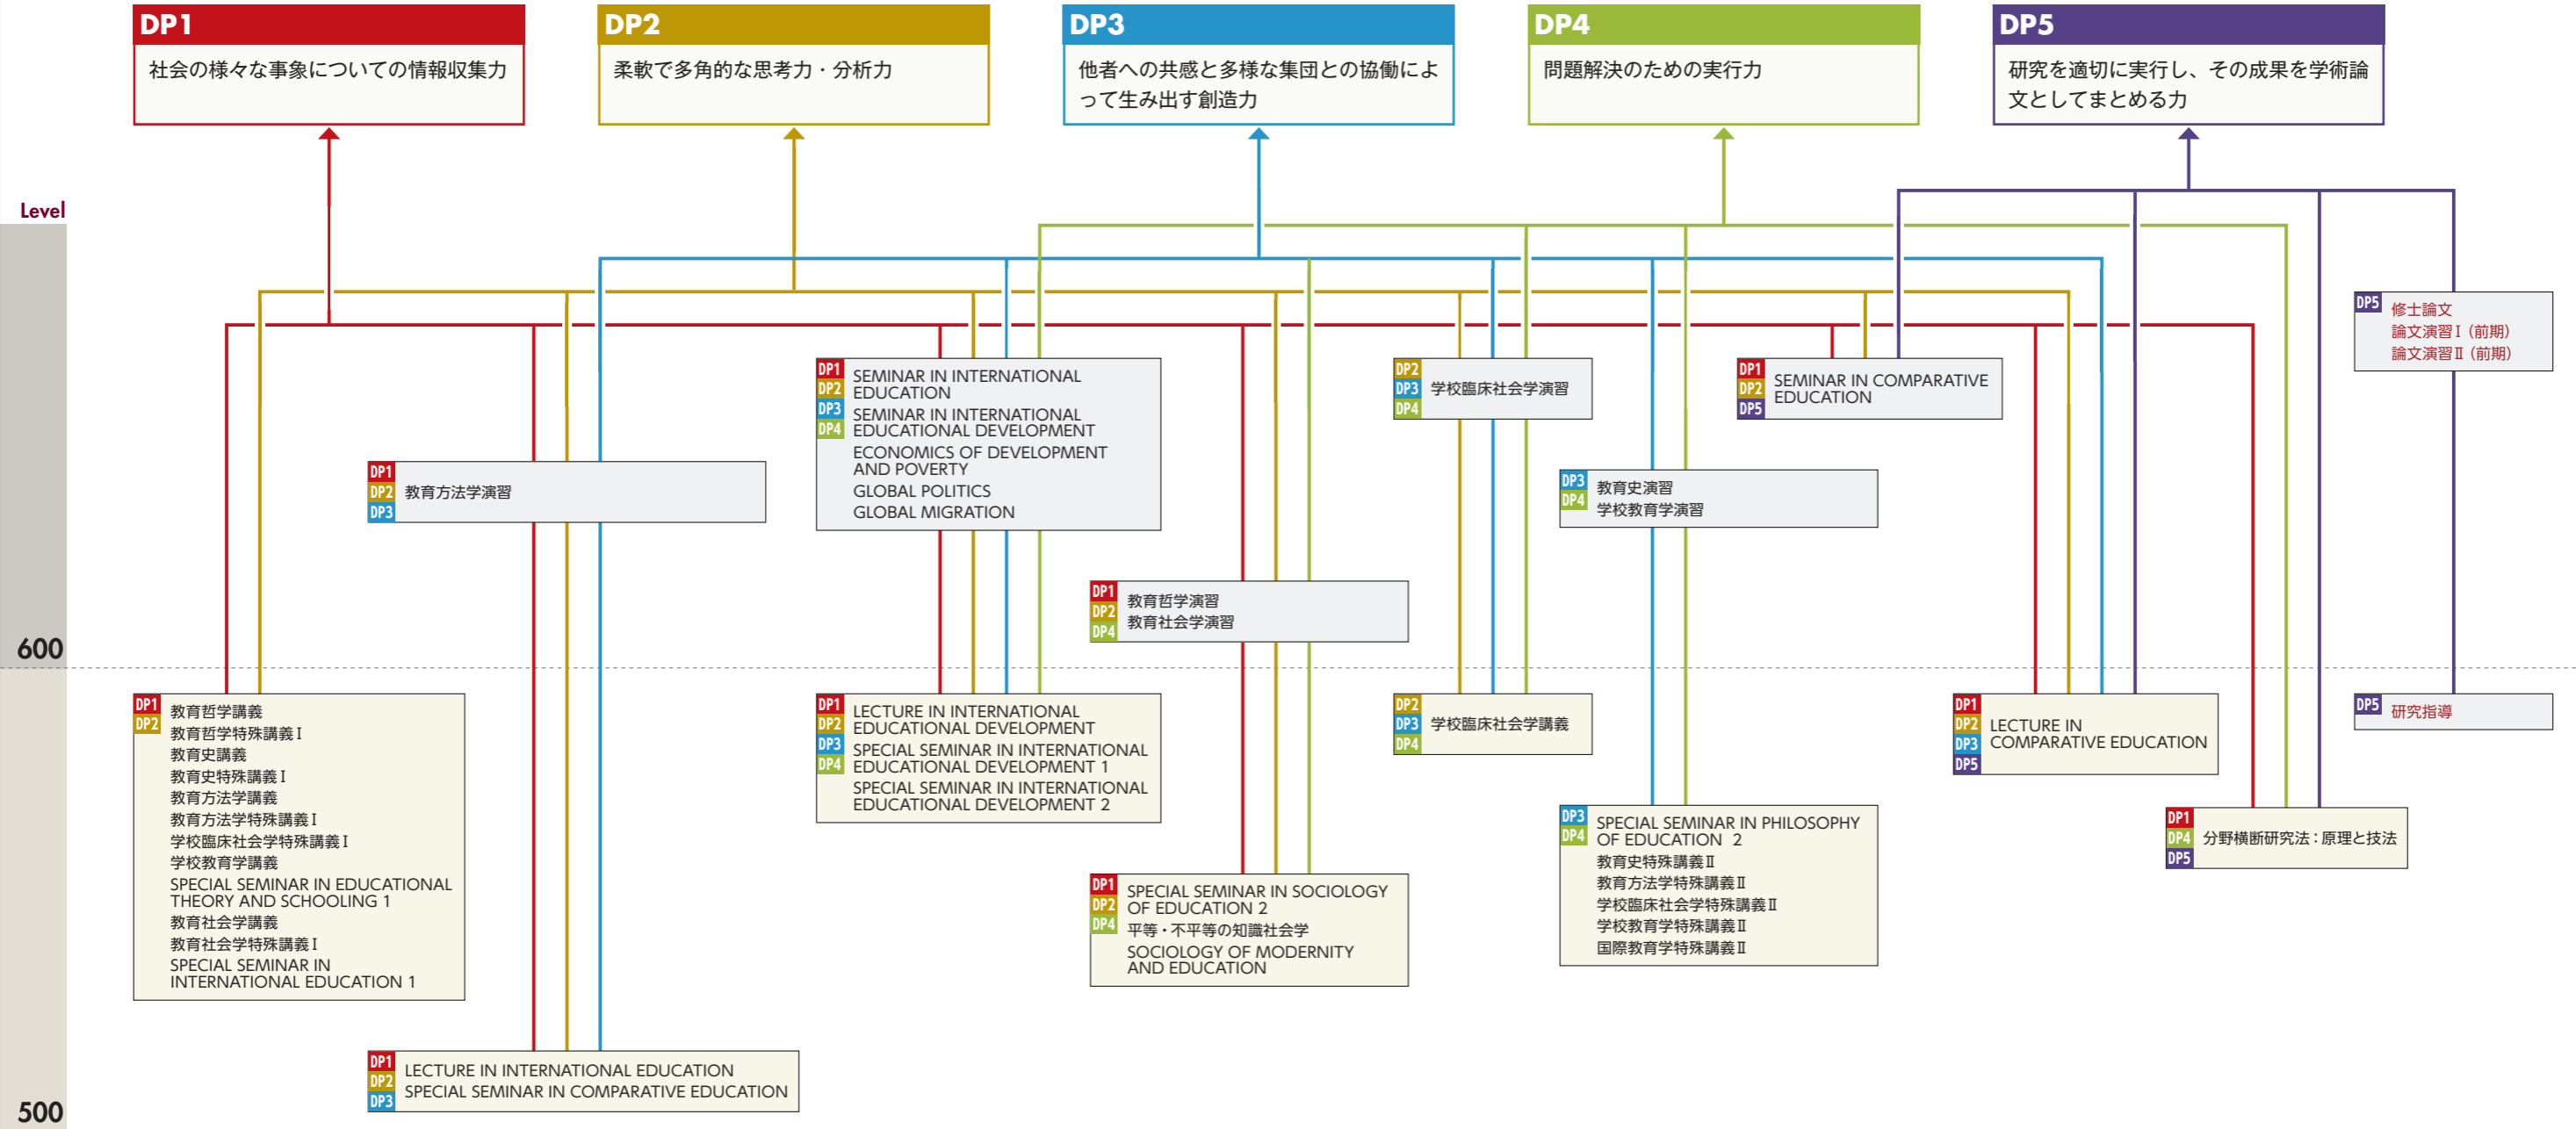 DP1
社会の様々な事象についての情報収集力
DP2
柔軟で多角的な思考力・分析力
DP3
他者への共感と多様な集団との協働によ
って生み出す創造力
DP4
問題解決のための実行力
DP5
研究を適切に実行し、その成果を学術論
文としてまとめる力
Level
600
500
DP5
修士論文
論文演習Ⅰ（前期）
論文演習Ⅱ（前期）
DP1
DP2
DP3
DP4
SEMINAR IN INTERNATIONAL
EDUCATION
SEMINAR IN INTERNATIONAL
EDUCATIONAL DEVELOPMENT
ECONOMICS OF DEVELOPMENT
AND POVERTY
GLOBAL POLITICS
GLOBAL MIGRATION
DP2
DP3
DP4
学校臨床社会学演習
DP1
DP2
DP5
SEMINAR IN COMPARATIVE
EDUCATION
DP1
DP2
DP3
教育方法学演習
DP3
DP4
教育史演習
学校教育学演習
DP1
DP2
DP4
教育哲学演習
教育社会学演習
DP1
DP2
教育哲学講義
教育哲学特殊講義Ⅰ
教育史講義
教育史特殊講義Ⅰ
教育方法学講義
教育方法学特殊講義Ⅰ
学校臨床社会学特殊講義Ⅰ
学校教育学講義
SPECIAL SEMINAR IN EDUCATIONAL
THEORY AND SCHOOLING 1
教育社会学講義
教育社会学特殊講義Ⅰ
SPECIAL SEMINAR IN
INTERNATIONAL EDUCATION 1
DP1
DP2
DP3
DP4
LECTURE IN INTERNATIONAL
EDUCATIONAL DEVELOPMENT
SPECIAL SEMINAR IN INTERNATIONAL
EDUCATIONAL DEVELOPMENT 1
SPECIAL SEMINAR IN INTERNATIONAL
EDUCATIONAL DEVELOPMENT 2
DP2
DP3
DP4
学校臨床社会学講義
DP1
DP2
DP3
DP5
LECTURE IN
COMPARATIVE EDUCATION
DP5
研究指導
DP3
DP4
SPECIAL SEMINAR IN PHILOSOPHY
OF EDUCATION 2
教育史特殊講義Ⅱ
教育方法学特殊講義Ⅱ
学校臨床社会学特殊講義Ⅱ
学校教育学特殊講義Ⅱ
国際教育学特殊講義Ⅱ
DP1
DP4
DP5
分野横断研究法：原理と技法
DP1
DP2
DP4
SPECIAL SEMINAR IN SOCIOLOGY
OF EDUCATION 2
平等・不平等の知識社会学
SOCIOLOGY OF MODERNITY
AND EDUCATION
DP1
DP2
DP3
LECTURE IN INTERNATIONAL EDUCATION
SPECIAL SEMINAR IN COMPARATIVE EDUCATION